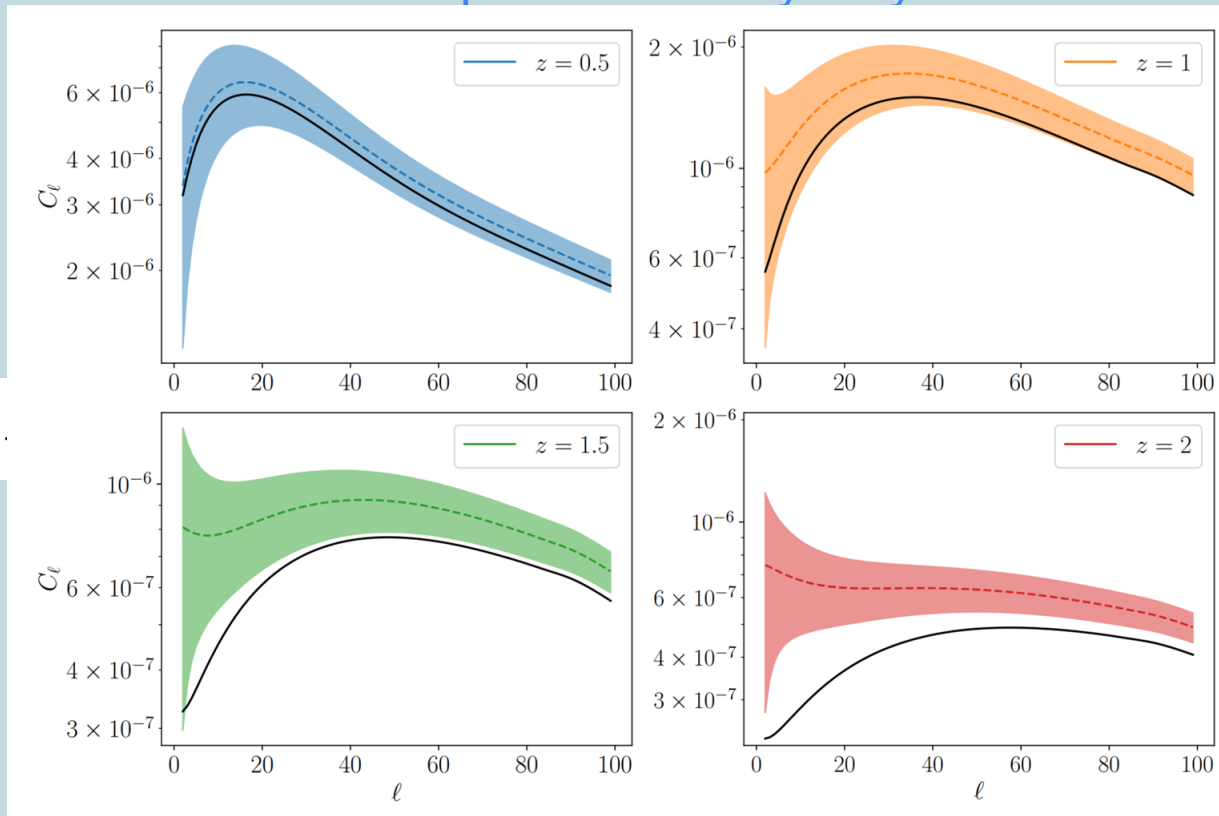 z = 0.5
6 × 10⁻⁶
4 × 10⁻⁶
3 × 10⁻⁶
2 × 10⁻⁶
C_ℓ
0 20 40 60 80 100
z = 1
2 × 10⁻⁶
10⁻⁶
6 × 10⁻⁷
4 × 10⁻⁷
0 20 40 60 80 100
z = 1.5
10⁻⁶
6 × 10⁻⁷
4 × 10⁻⁷
3 × 10⁻⁷
C_ℓ
0 20 40 60 80 100
ℓ
z = 2
2 × 10⁻⁶
10⁻⁶
6 × 10⁻⁷
4 × 10⁻⁷
3 × 10⁻⁷
0 20 40 60 80 100
ℓ